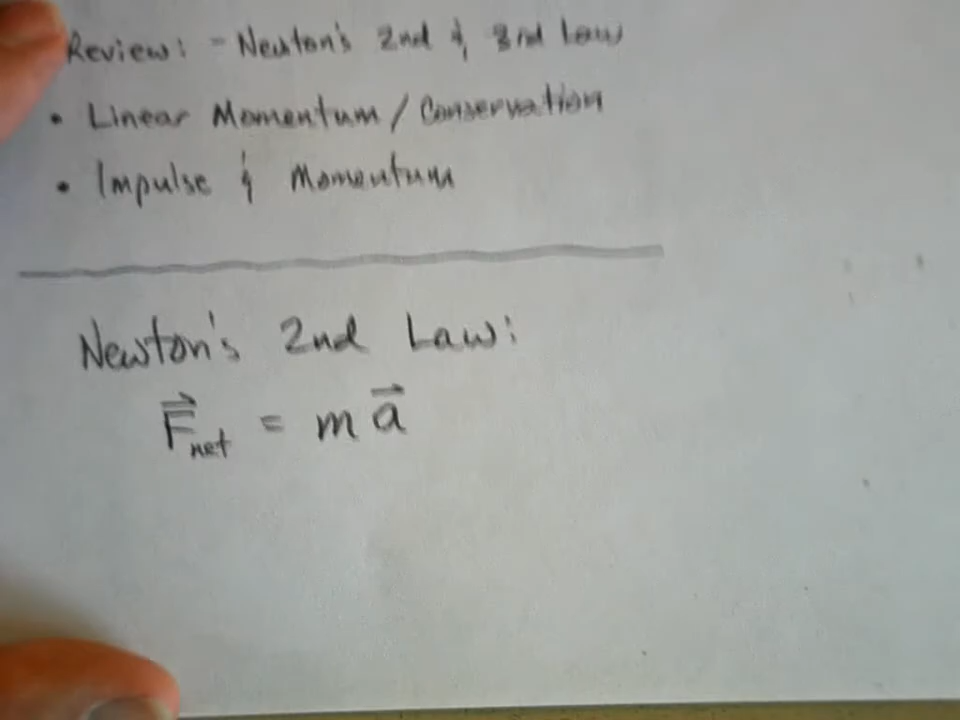 Review: - Newton's 2nd & 3rd Law
• Linear Momentum / Conservation
• Impulse & Momentum
Newton's 2nd Law:
F⃗net = m a⃗